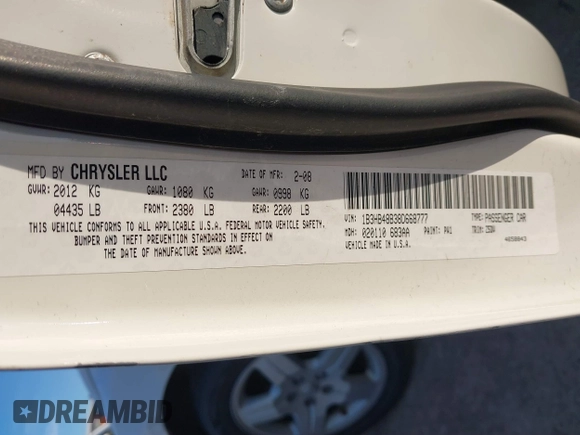 MFD BY CHRYSLER LLC DATE OF MFR: 2-08
GVWR: 2012 KG GAWR: 1080 KG GAWR: 0998 KG
04435 LB FRONT: 2380 LB REAR: 2200 LB
THIS VEHICLE CONFORMS TO ALL APPLICABLE U.S.A. FEDERAL MOTOR VEHICLE SAFETY,
BUMPER AND THEFT PREVENTION STANDARDS IN EFFECT ON
THE DATE OF MANUFACTURE SHOWN ABOVE.
VIN: 1B3HB48B38D668777 TYPE: PASSENGER CAR
MDH: 020110 683AA PAINT: PW1 TRIM:
VEHICLE MADE IN U.S.A.
DREAMBID